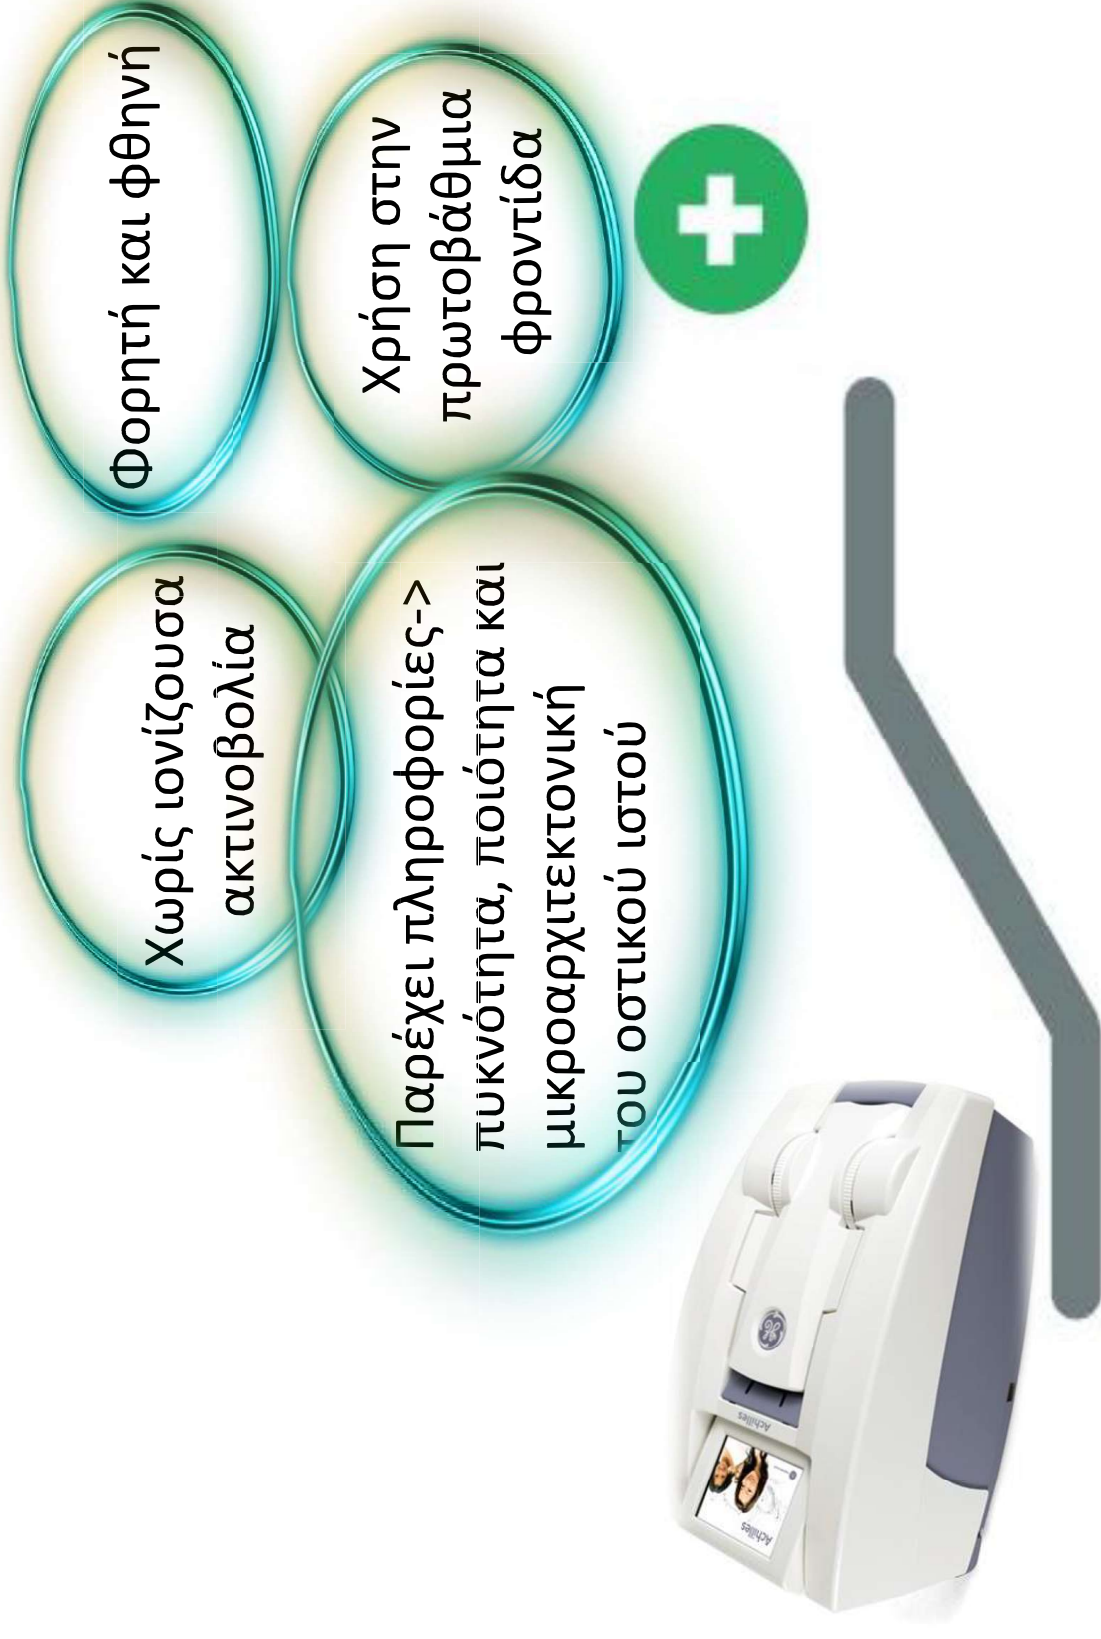 Φορητή και φθηνή
Χωρίς ιονίζουσα
ακτινοβολία
Χρήση στην
πρωτοβάθμια
φροντίδα
Παρέχει πληροφορίες->
πυκνότητα, ποιότητα και
μικροαρχιτεκτονική
του οστικού ιστού
Achilles
Achilles